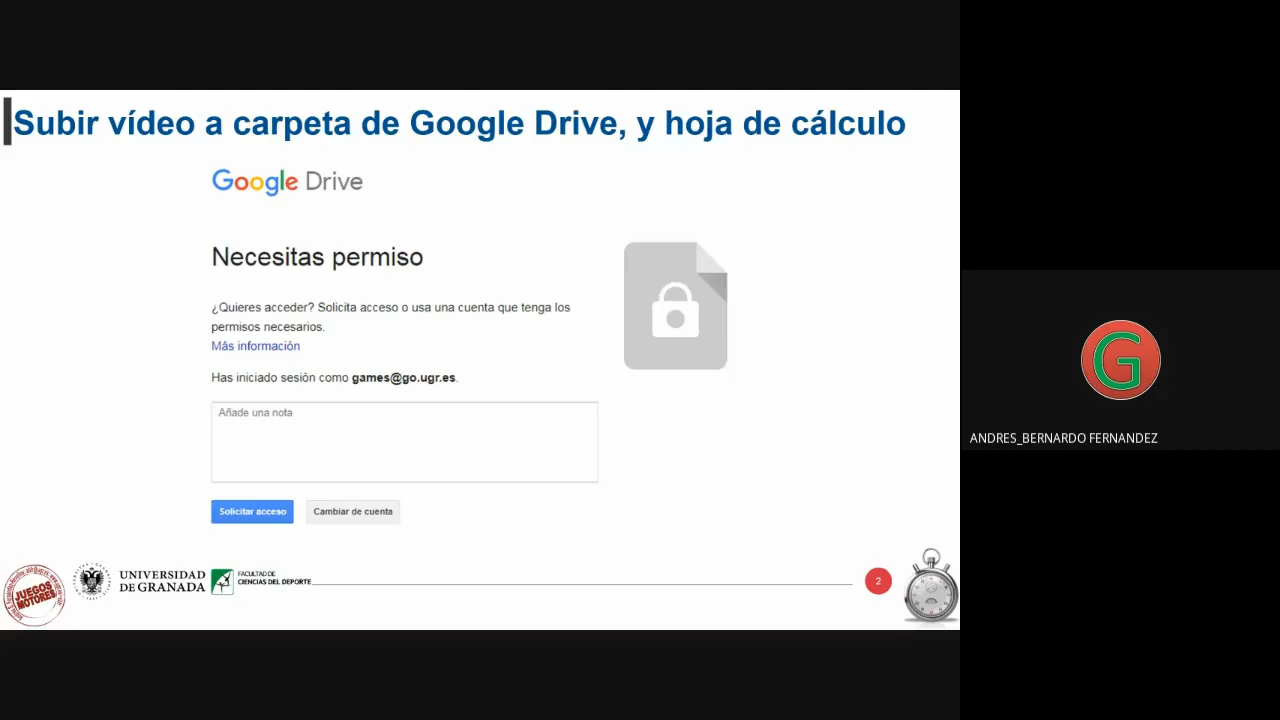 Subir vídeo a carpeta de Google Drive, y hoja de cálculo
Google Drive
Necesitas permiso
¿Quieres acceder? Solicita acceso o usa una cuenta que tenga los
permisos necesarios.
Más información
Has iniciado sesión como games@go.ugr.es.
Añade una nota
Solicitar acceso
Cambiar de cuenta
JUEGOS
MOTORES
UNIVERSIDAD
DE GRANADA
FACULTAD DE
CIENCIAS DEL DEPORTE
2
G
ANDRES_BERNARDO FERNANDEZ